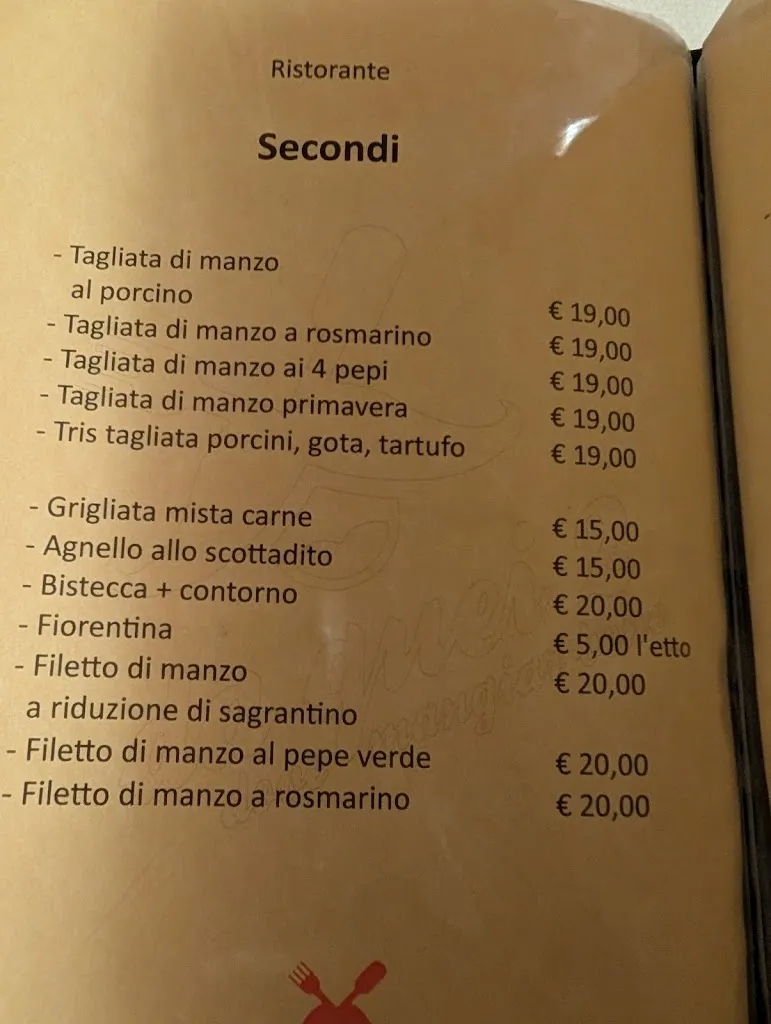 Ristorante
Secondi
- Tagliata di manzo
al porcino € 19,00
- Tagliata di manzo a rosmarino € 19,00
- Tagliata di manzo ai 4 pepi € 19,00
- Tagliata di manzo primavera € 19,00
- Tris tagliata porcini, gota, tartufo € 19,00
- Grigliata mista carne € 15,00
- Agnello allo scottadito € 15,00
- Bistecca + contorno € 20,00
- Fiorentina € 5,00 l'etto
- Filetto di manzo € 20,00
a riduzione di sagrantino
- Filetto di manzo al pepe verde € 20,00
- Filetto di manzo a rosmarino € 20,00